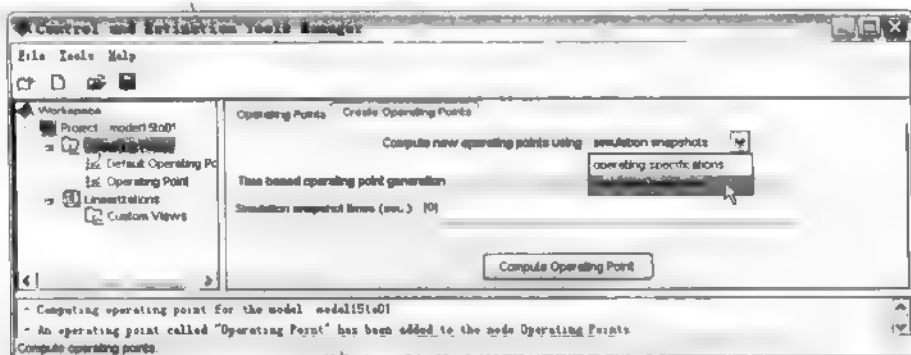 Control and Estimation Tools Manager
File Tools Help
Workspace
Project - model15to01
Default Operating Po
Operating Point
Linearizations
Custom Views
Operating Points Create Operating Points
Compute new operating points using simulation snapshots
operating specifications
Time based operating point generation
Simulation snapshot times (sec.) [0]
Compute Operating Point
- Computing operating point for the model model15to01
- An operating point called "Operating Point" has been added to the node Operating Points
Compute operating points.